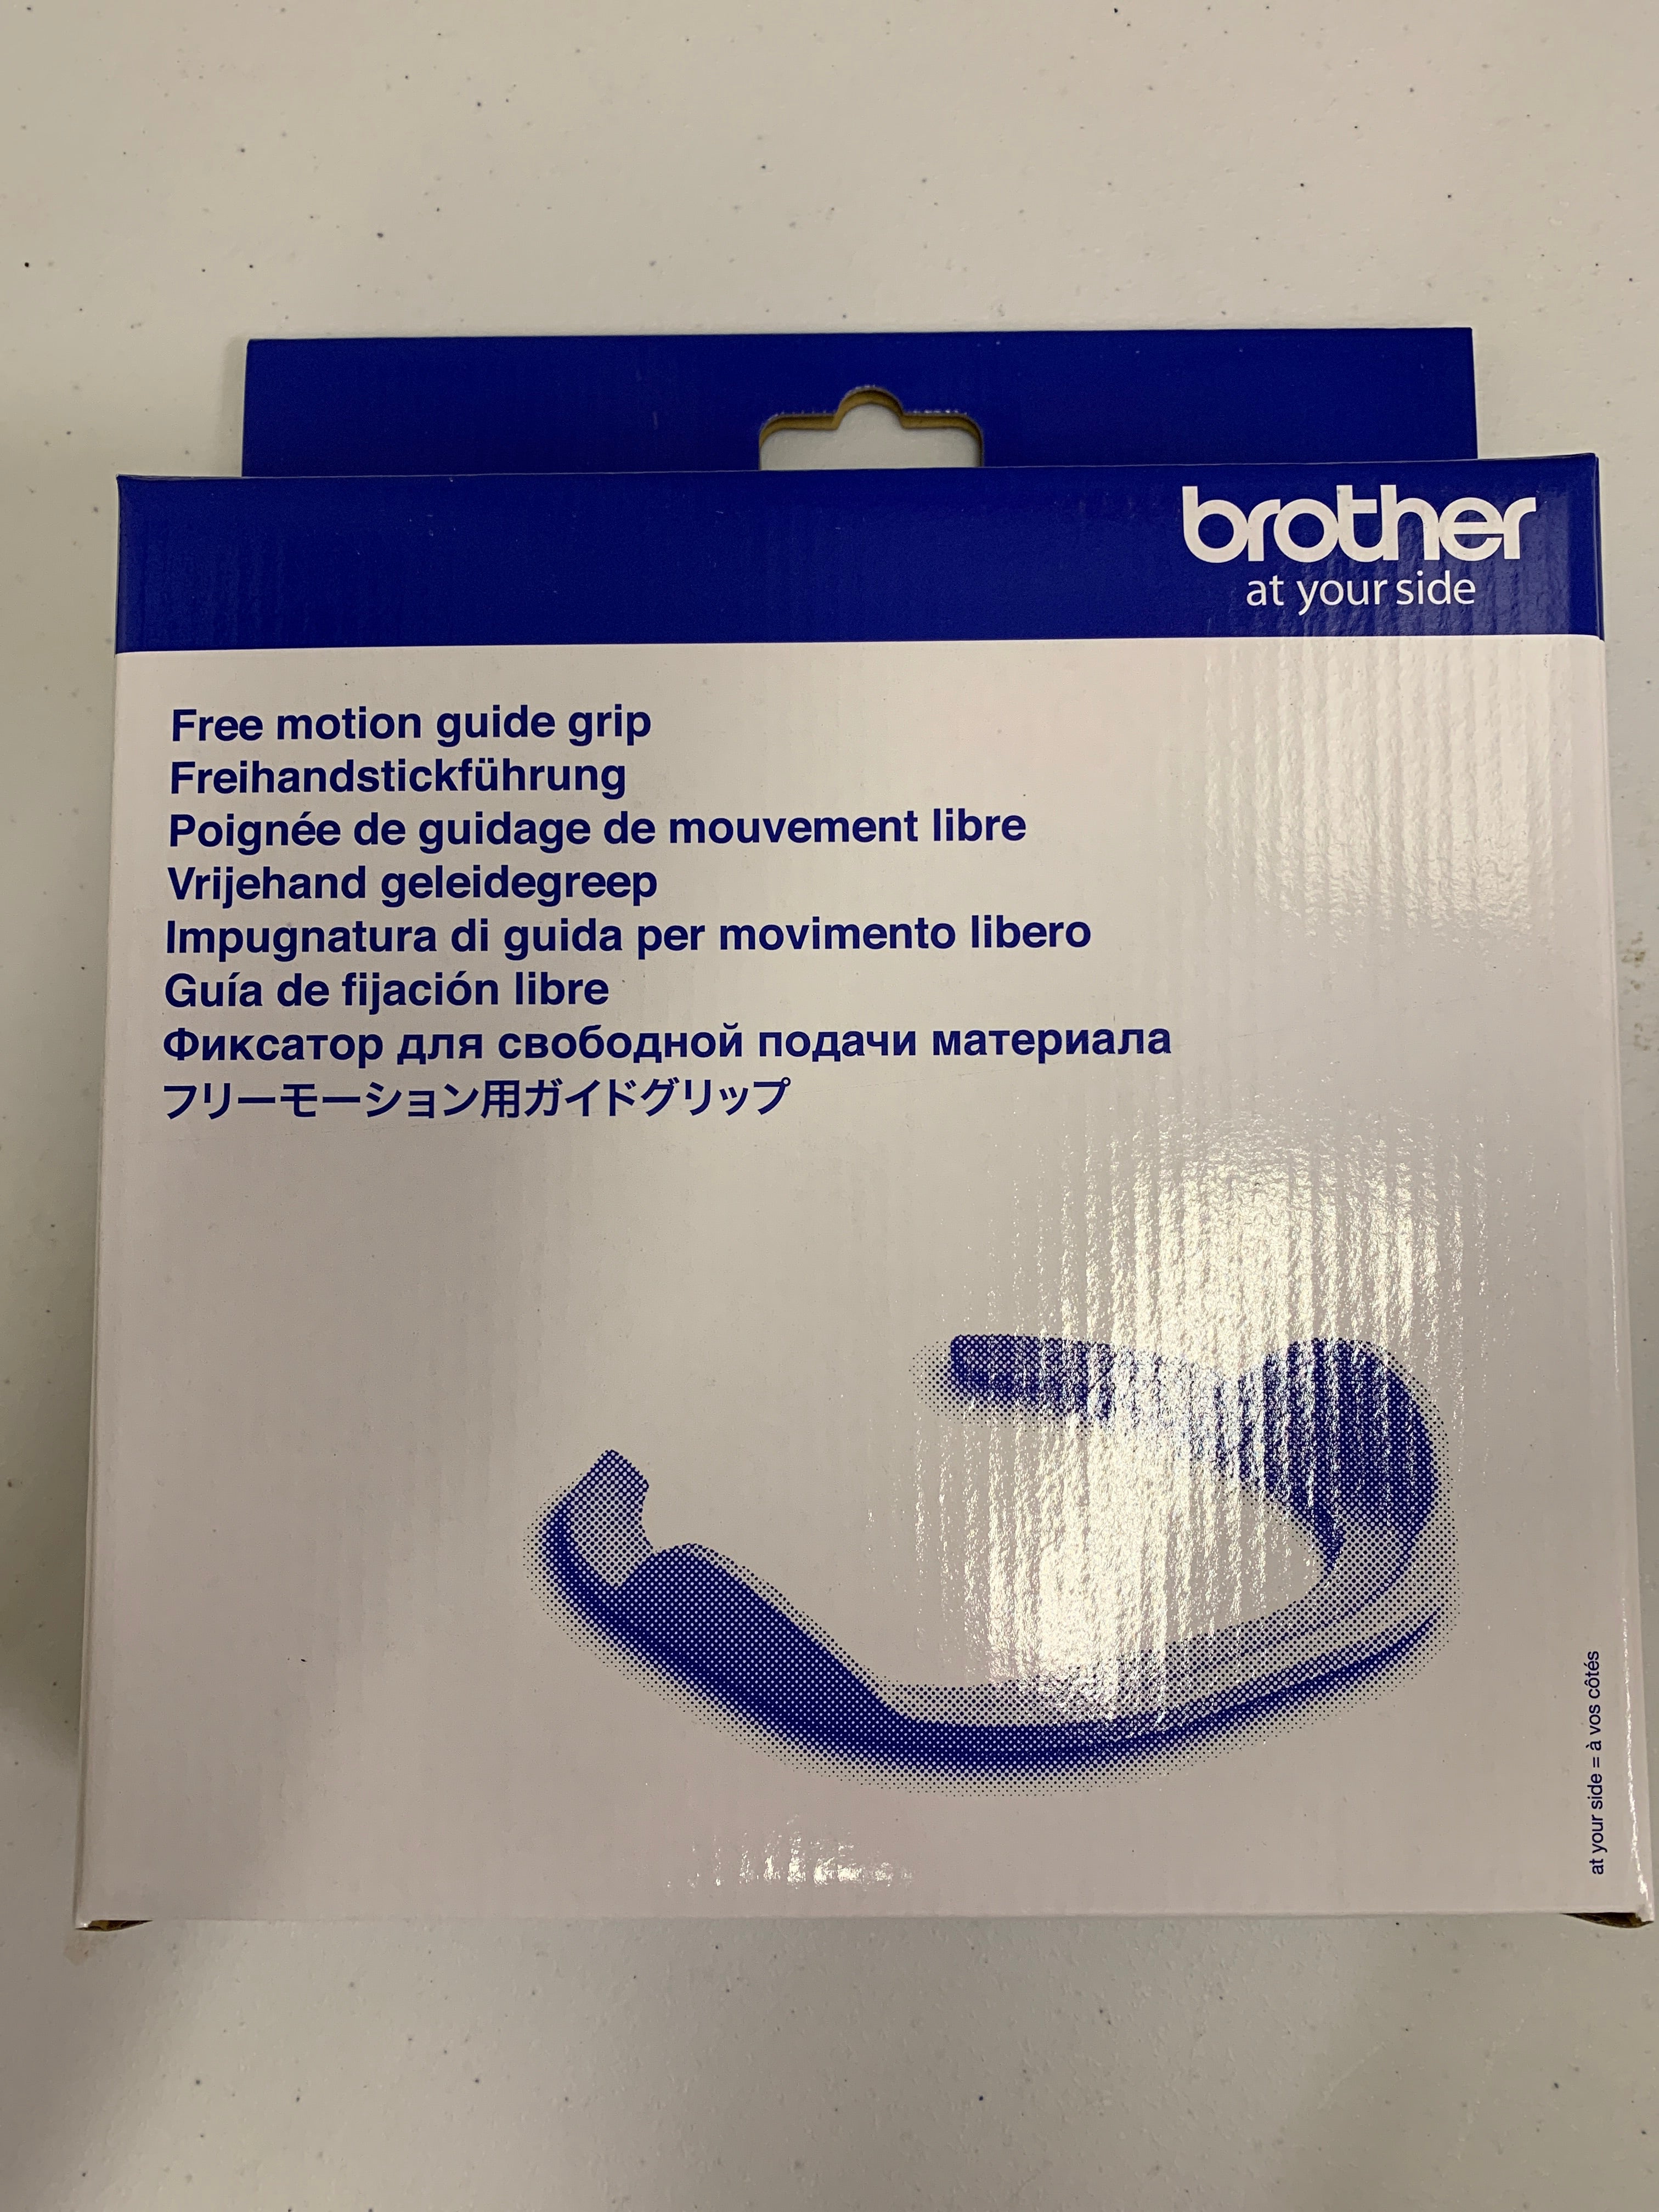 brother
at your side
Free motion guide grip
Freihandstickführung
Poignée de guidage de mouvement libre
Vrijehand geleidegreep
Impugnatura di guida per movimento libero
Guía de fijación libre
Фиксатор для свободной подачи материала
フリーモーション用ガイドグリップ
at your side = à vos côtés